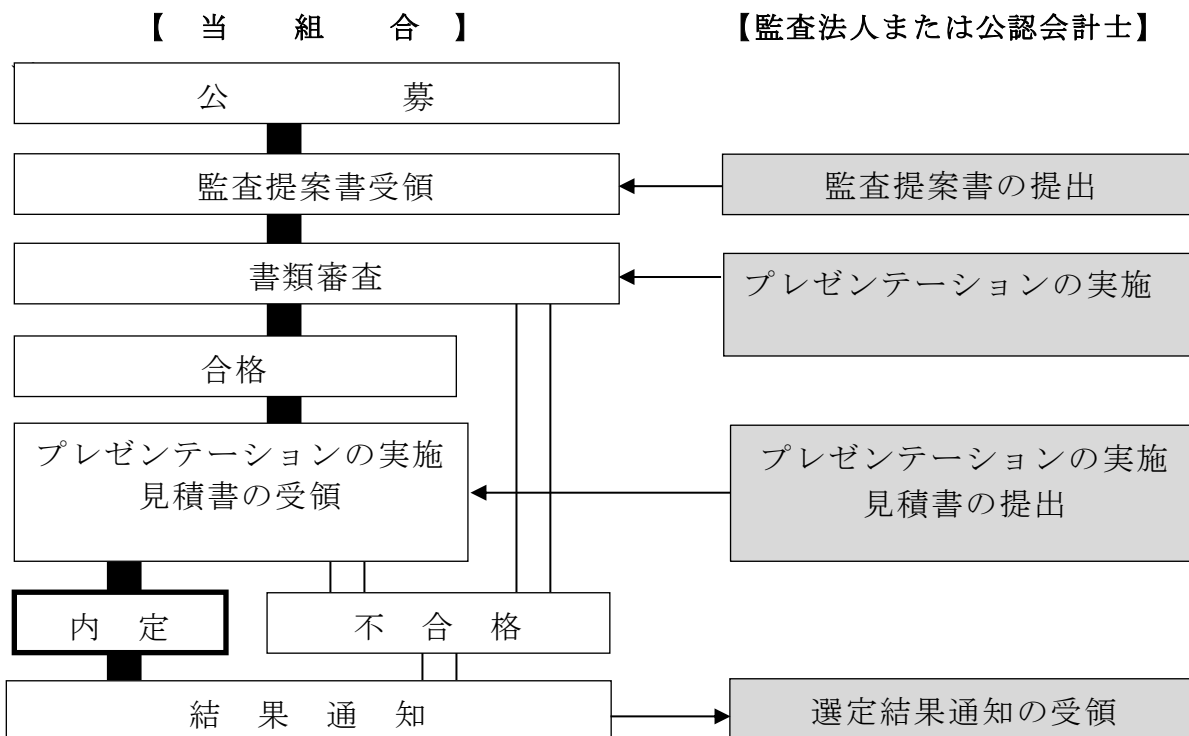 【 当 組 合 】
【監査法人または公認会計士】
公 募
監査提案書受領
監査提案書の提出
書類審査
プレゼンテーションの実施
合格
プレゼンテーションの実施
見積書の受領
プレゼンテーションの実施
見積書の提出
内 定
不 合 格
結 果 通 知
選定結果通知の受領